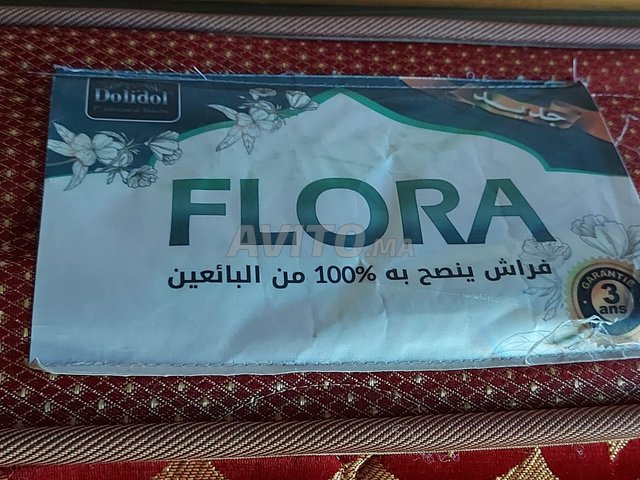 Dolidol
جديد
FLORA
AVITO.MA
فراش ينصح به %100 من البائعين
GARANTIE
3
ans